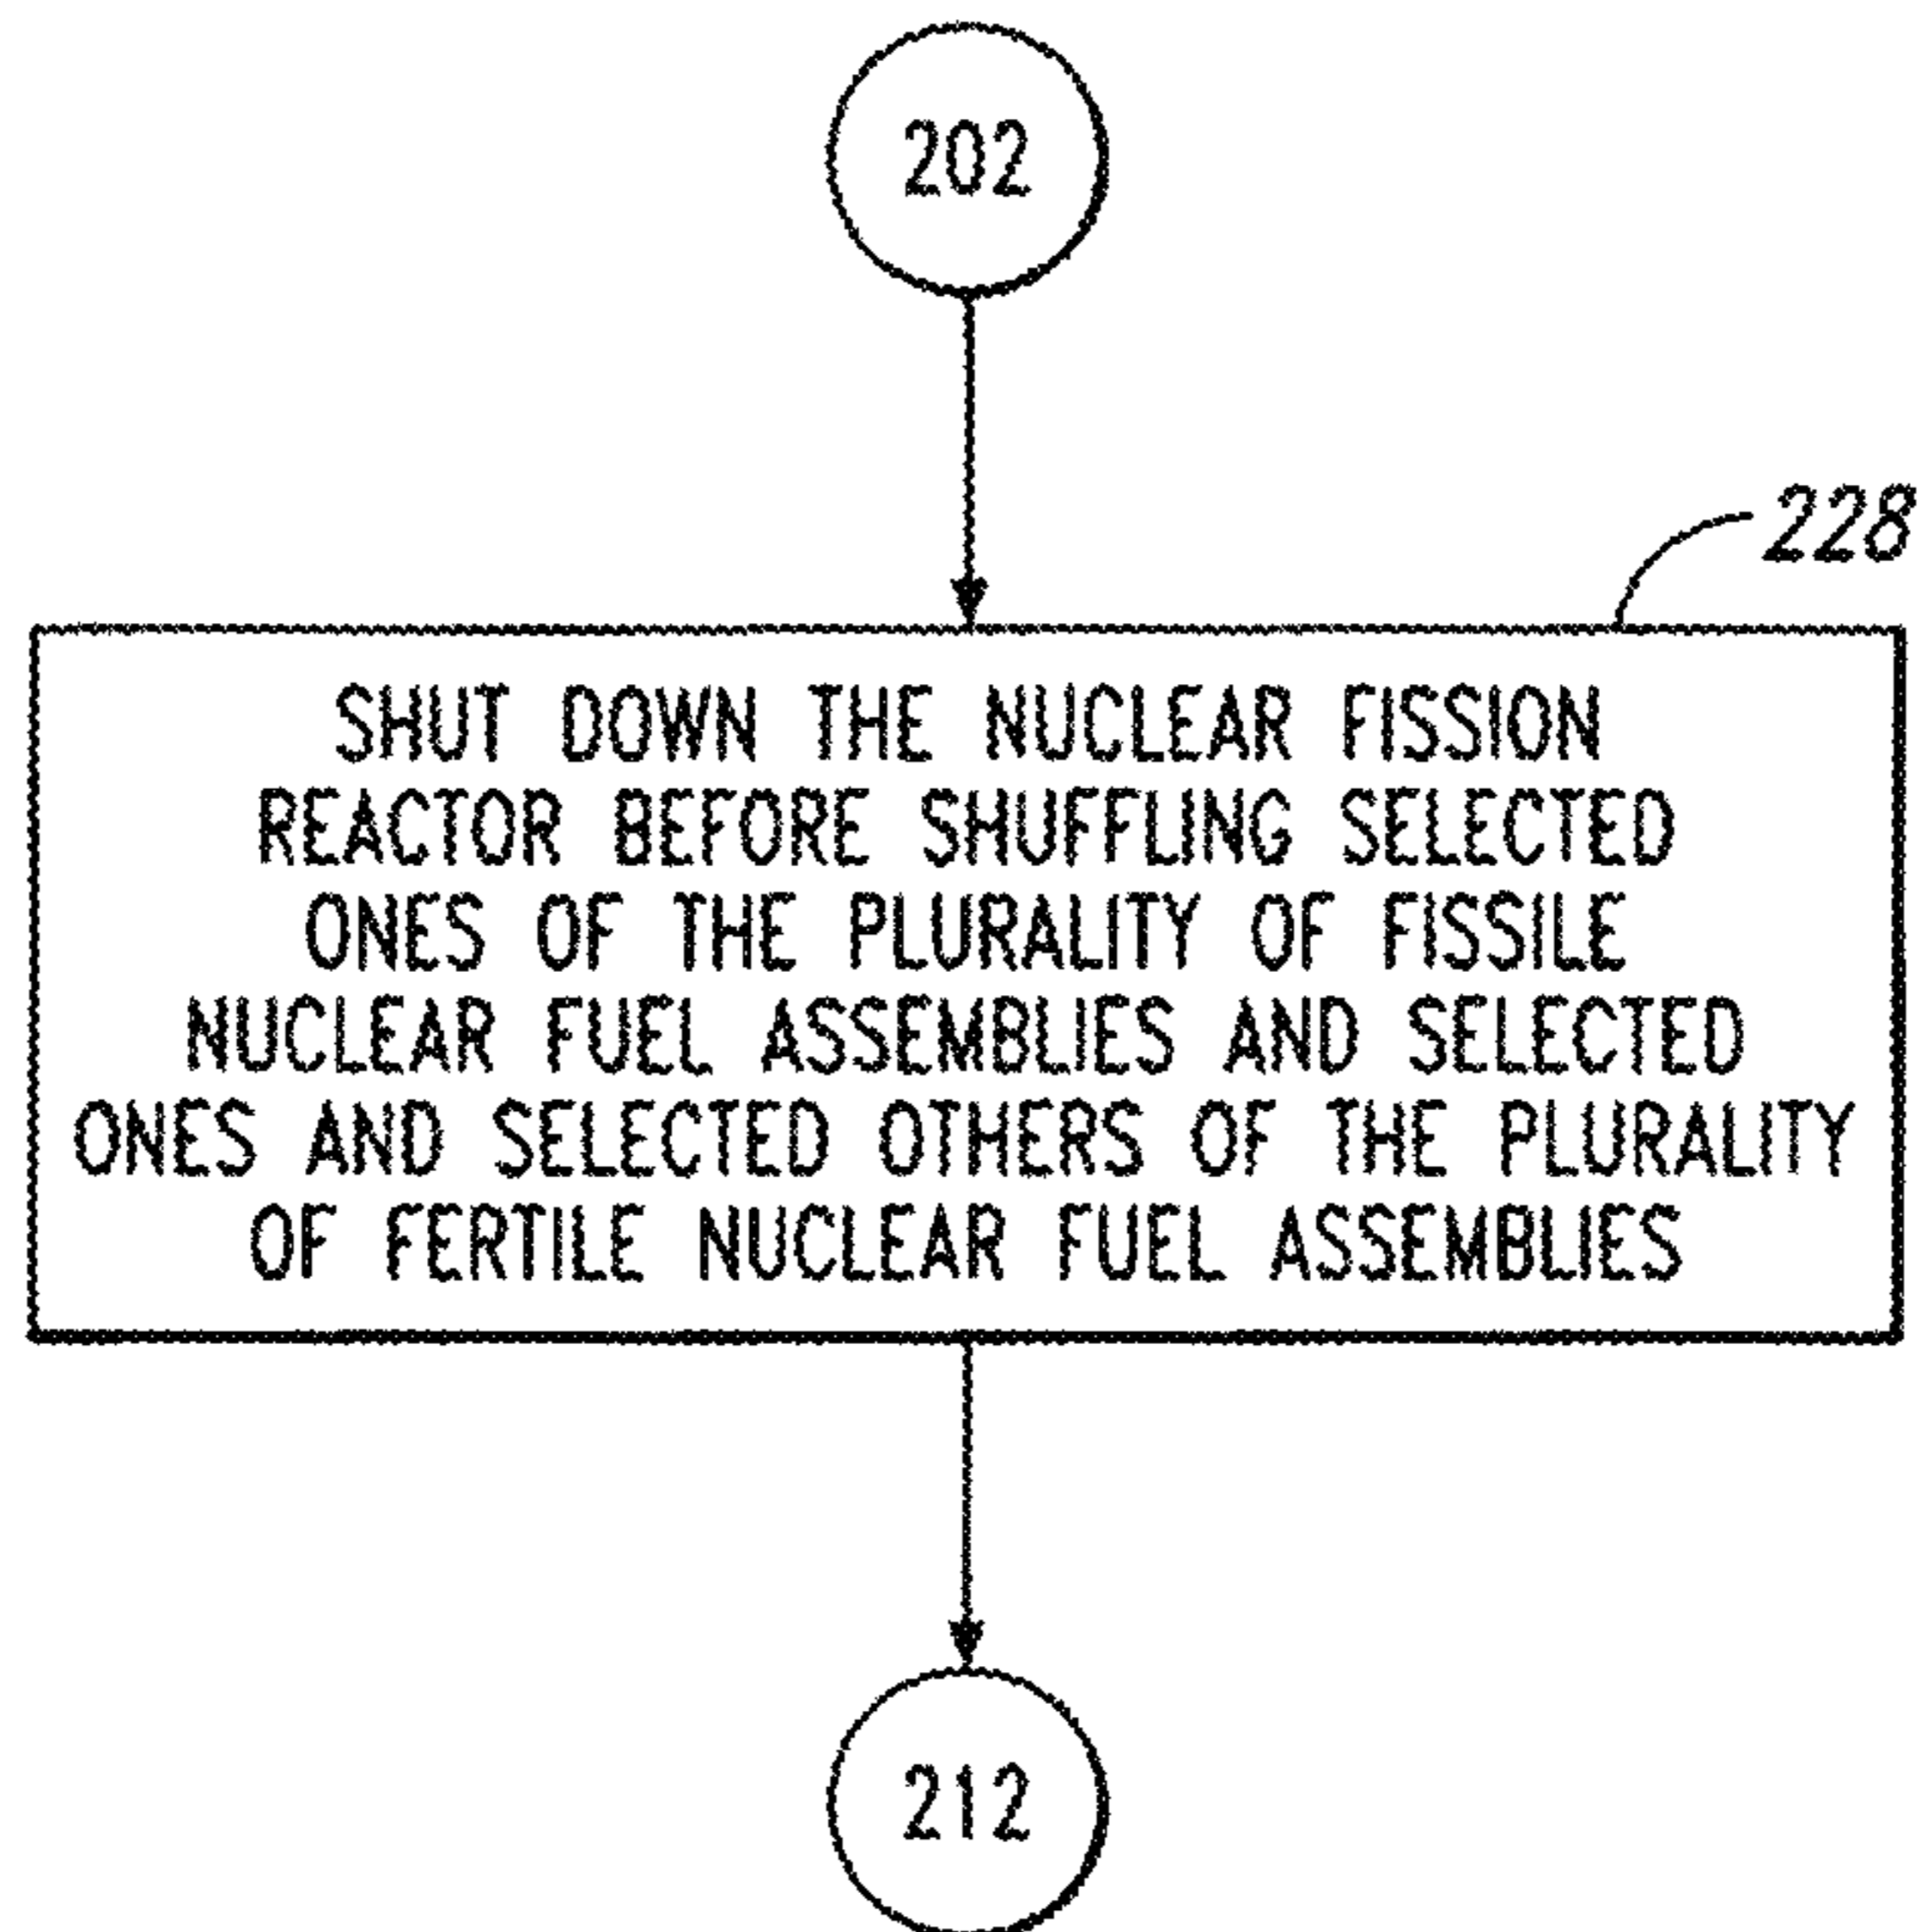 202
228
SHUT DOWN THE NUCLEAR FISSION
REACTOR BEFORE SHUFFLING SELECTED
ONES OF THE PLURALITY OF FISSILE
NUCLEAR FUEL ASSEMBLIES AND SELECTED
ONES AND SELECTED OTHERS OF THE PLURALITY
OF FERTILE NUCLEAR FUEL ASSEMBLIES
212